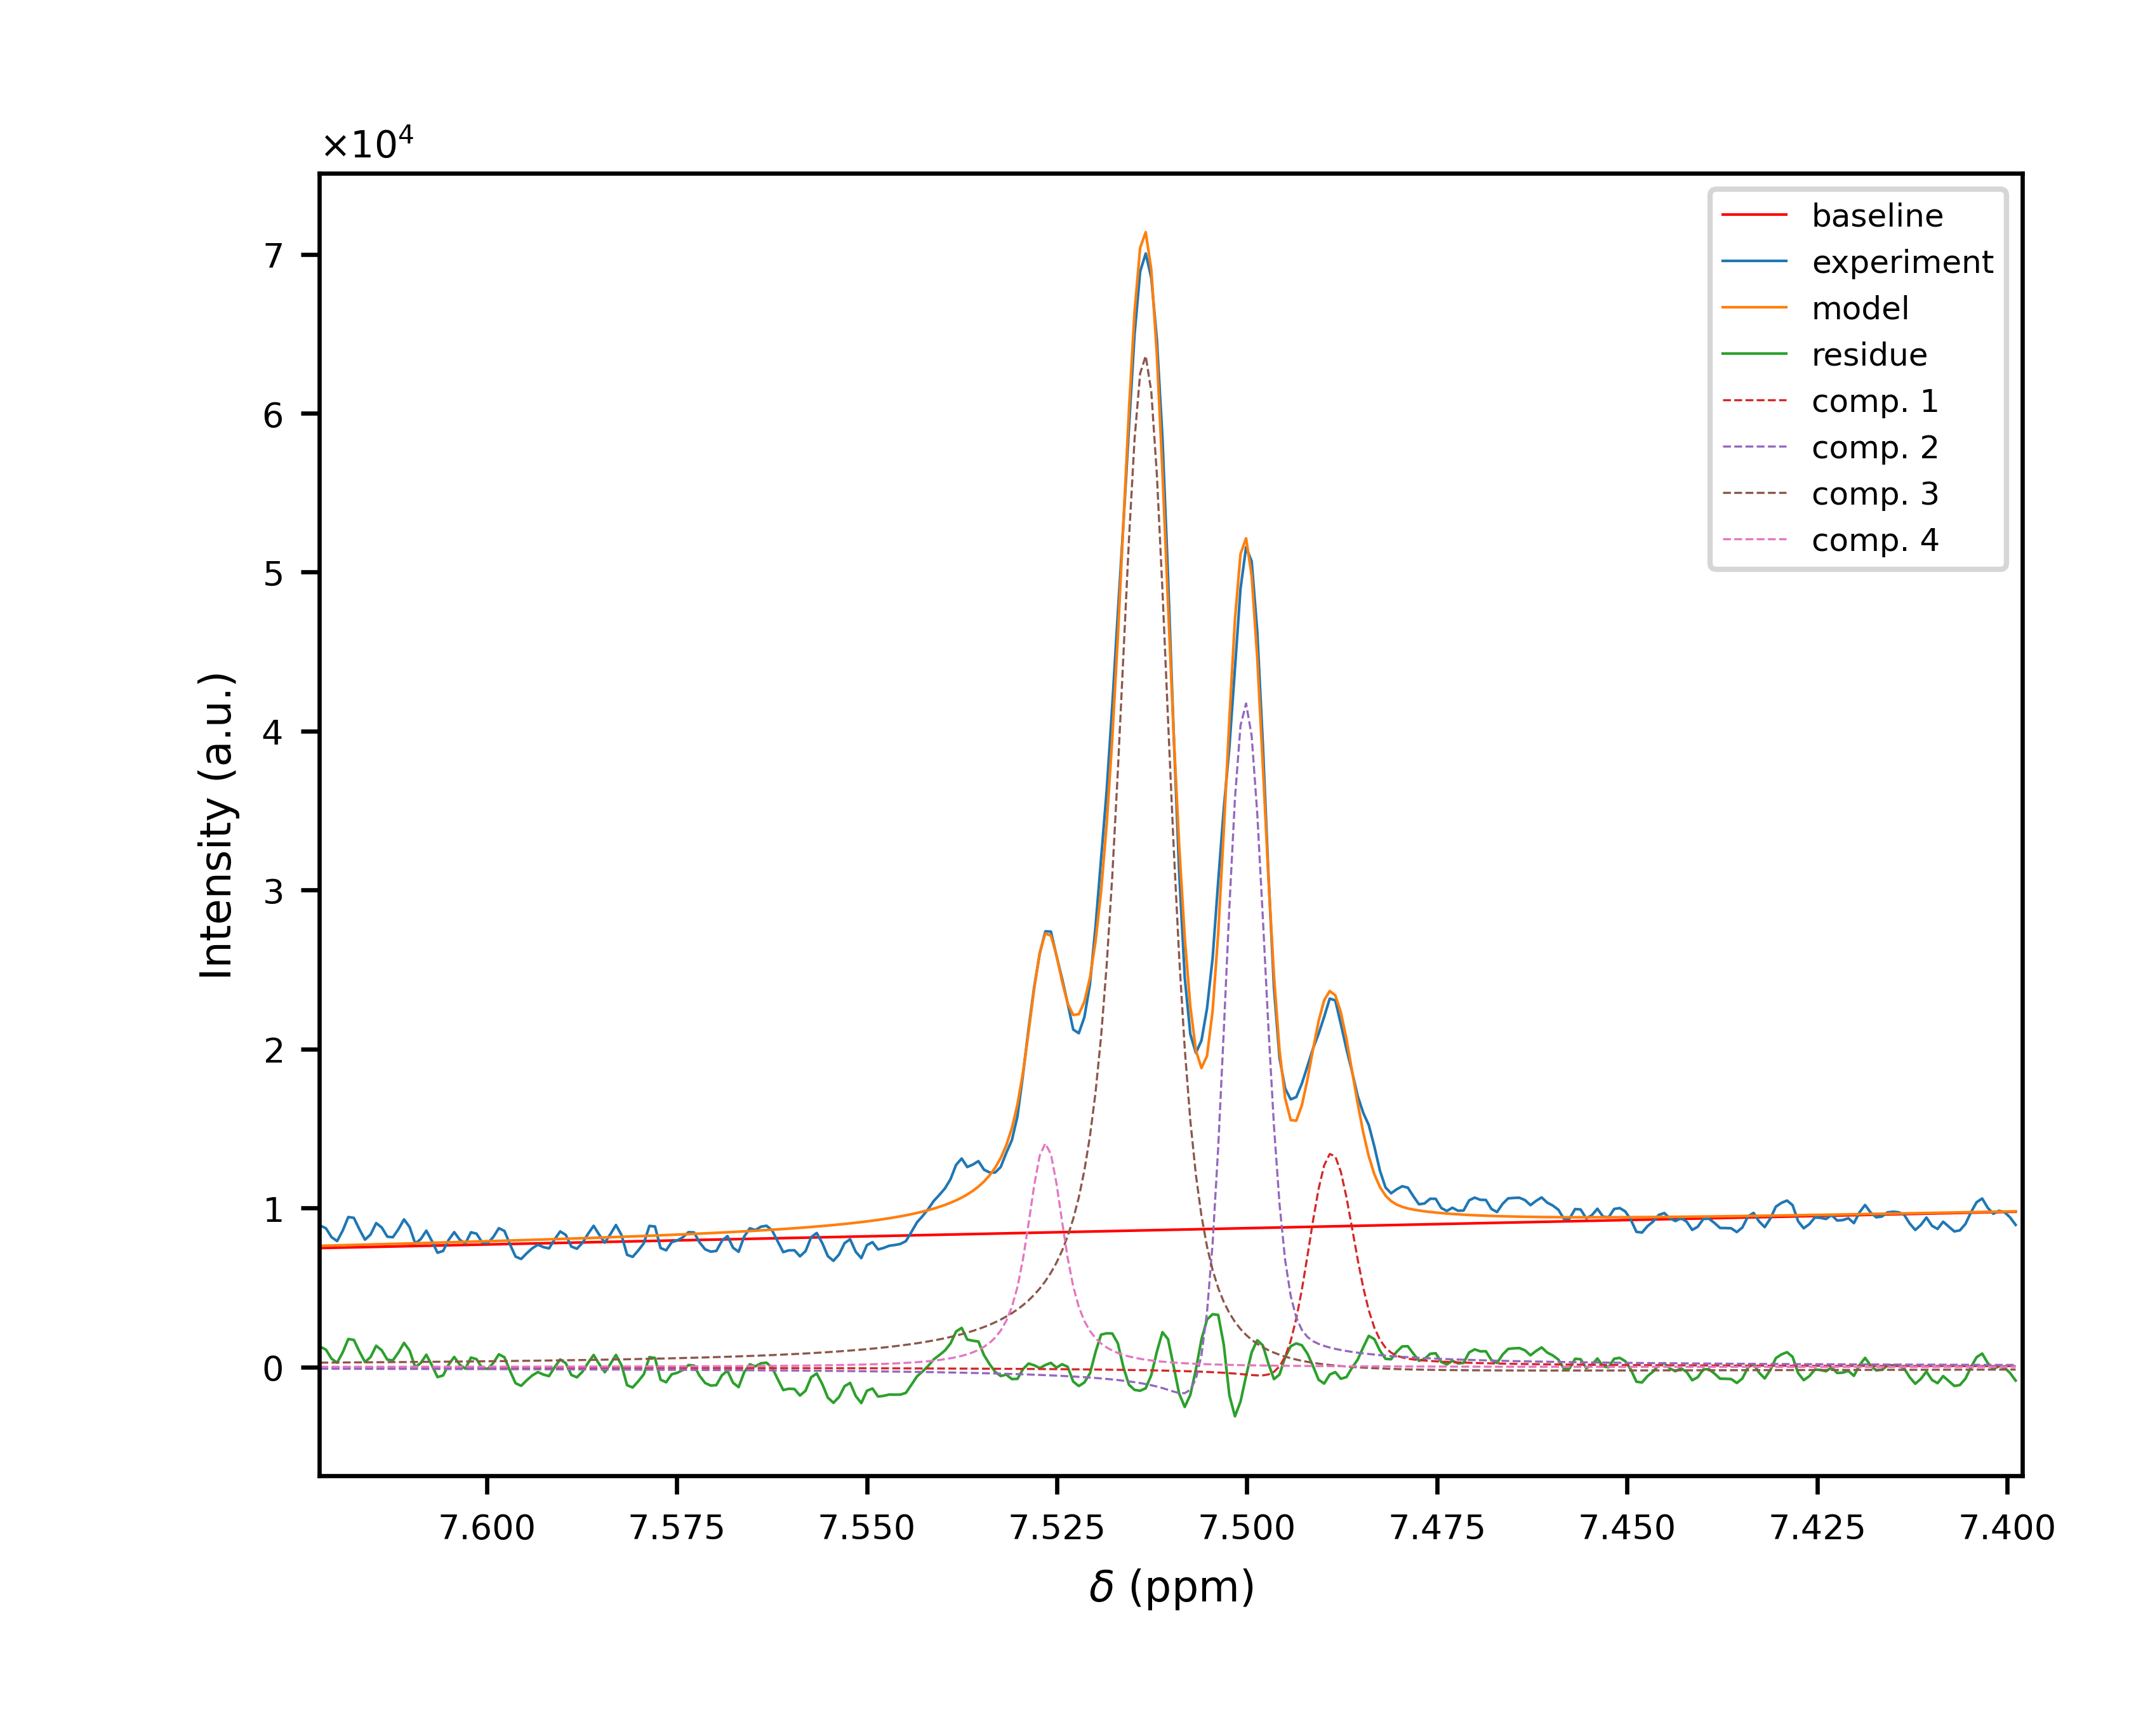 ×10⁴
7
6
5
4
3
2
1
0
Intensity (a.u.)
7.600 7.575 7.550 7.525 7.500 7.475 7.450 7.425 7.400
δ (ppm)
baseline
experiment
model
residue
comp. 1
comp. 2
comp. 3
comp. 4